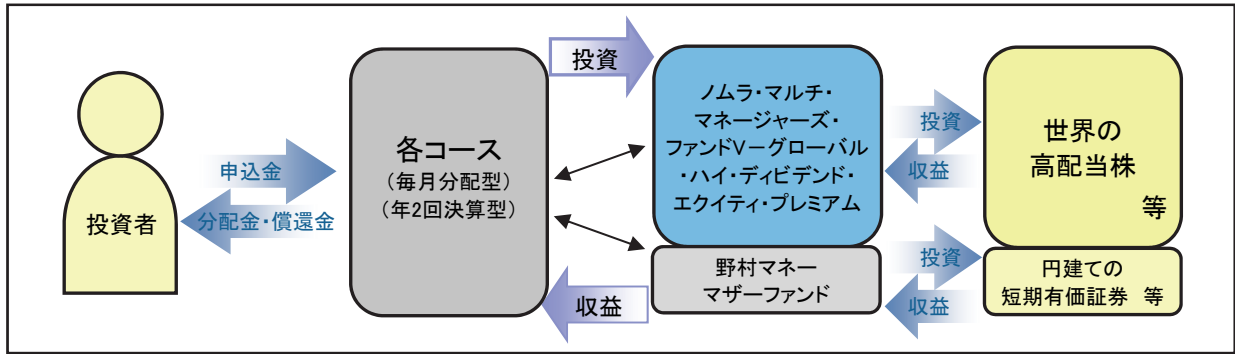 投資者
申込金
分配金・償還金
各コース
（毎月分配型）
（年2回決算型）
投資
収益
ノムラ・マルチ・
マネージャーズ・
ファンドⅤ－グローバル
・ハイ・ディビデンド・
エクイティ・プレミアム
野村マネー
マザーファンド
投資
収益
投資
収益
世界の
高配当株
等
円建ての
短期有価証券 等